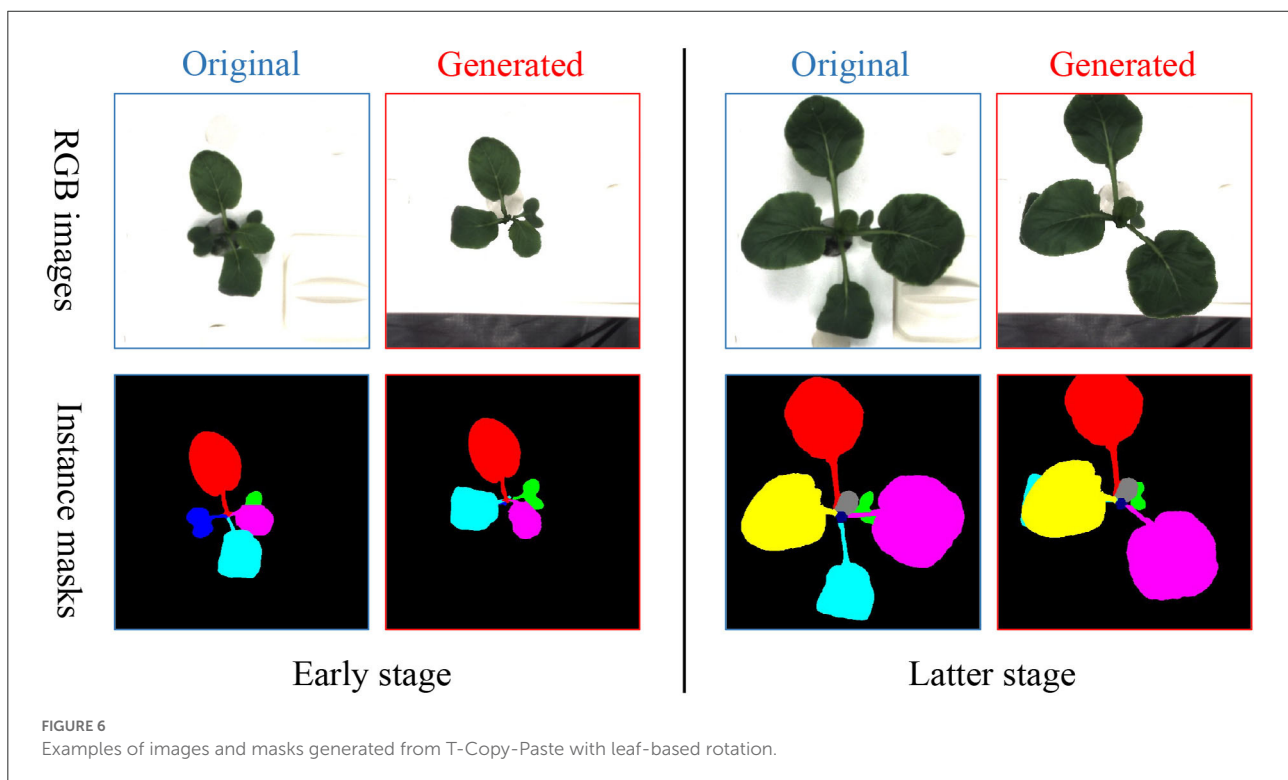 Original
Generated
Original
Generated
RGB images
Instance masks
Early stage
Latter stage
FIGURE 6
Examples of images and masks generated from T-Copy-Paste with leaf-based rotation.